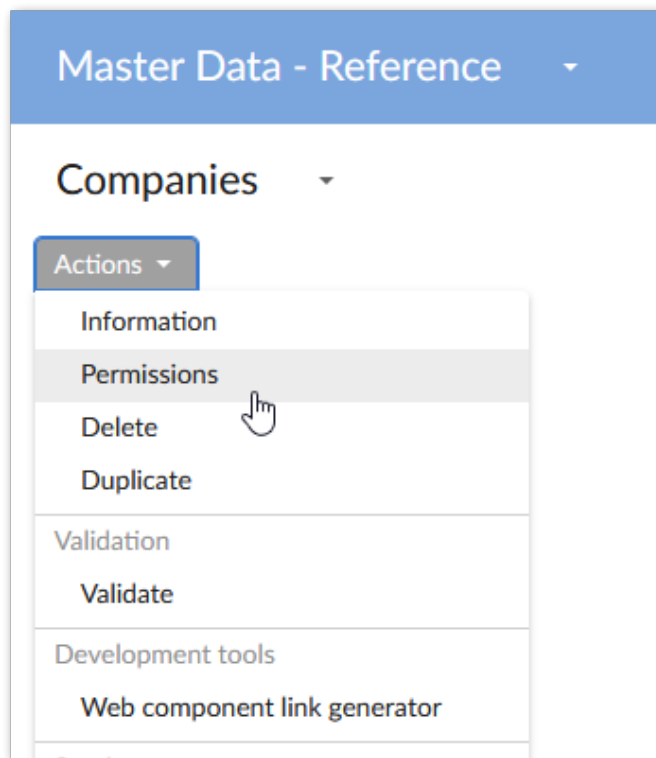 Master Data - Reference
Companies
Actions
Information
Permissions
Delete
Duplicate
Validation
Validate
Development tools
Web component link generator